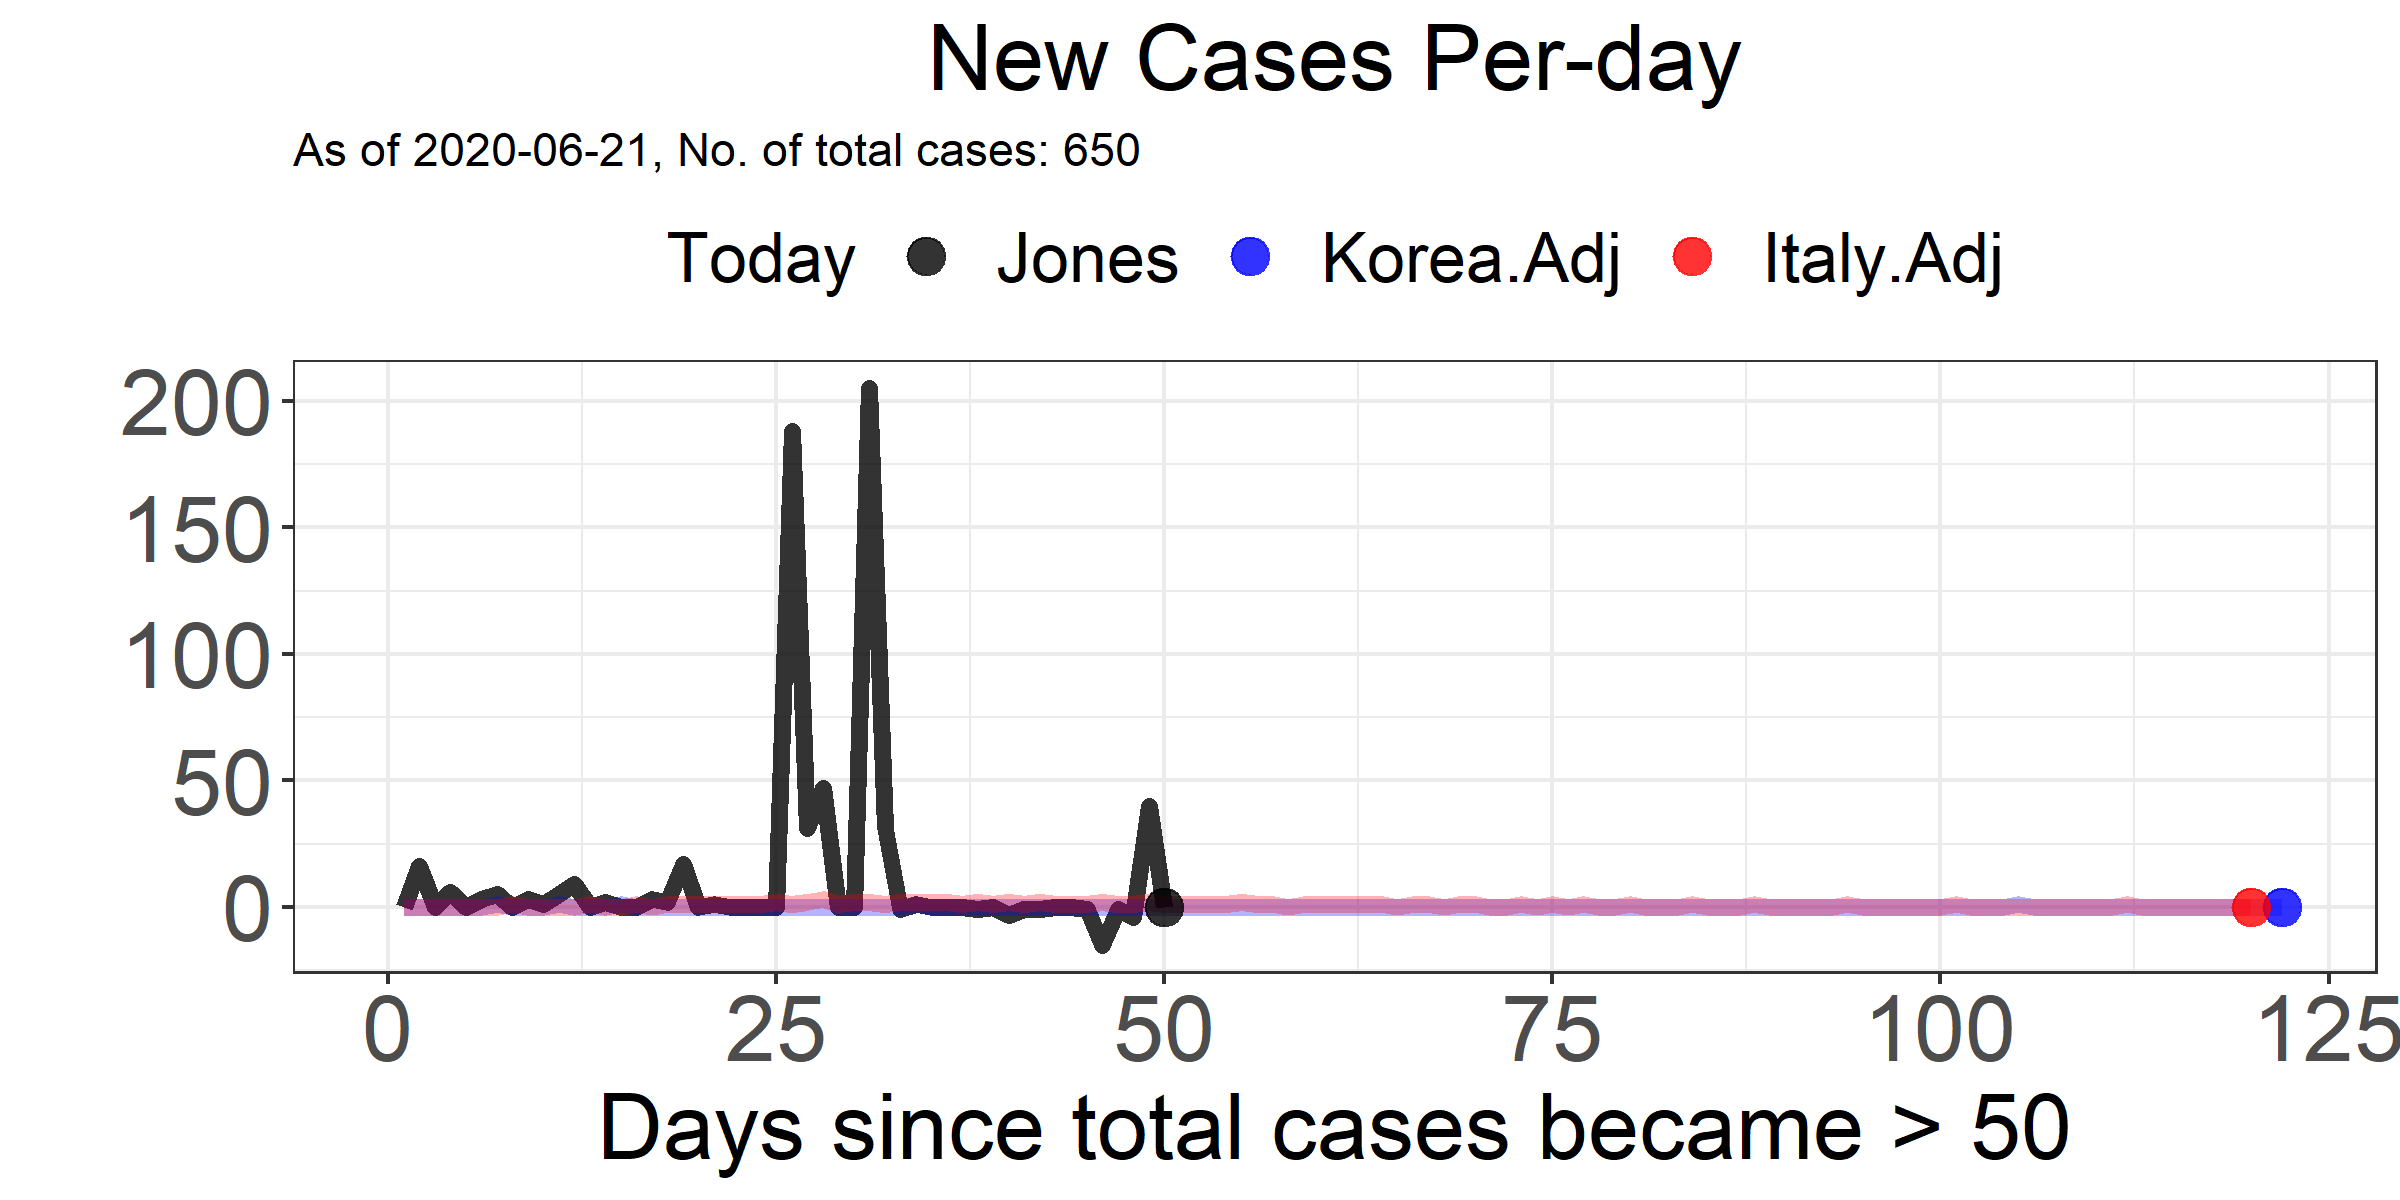 New Cases Per-day
As of 2020-06-21, No. of total cases: 650
Today Jones Korea.Adj Italy.Adj
200
150
100
50
0
0 25 50 75 100 125
Days since total cases became > 50